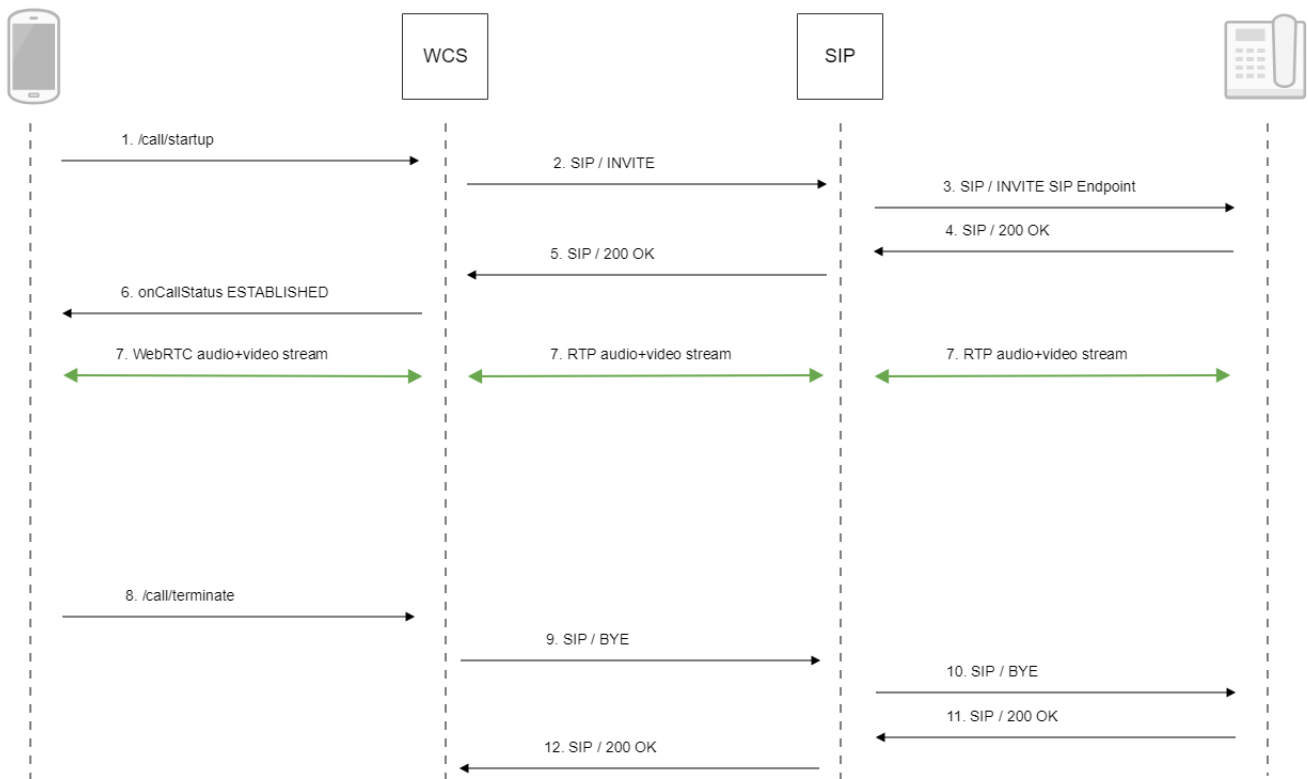 WCS
SIP
1. /call/startup
2. SIP / INVITE
3. SIP / INVITE SIP Endpoint
4. SIP / 200 OK
5. SIP / 200 OK
6. onCallStatus ESTABLISHED
7. WebRTC audio+video stream
7. RTP audio+video stream
7. RTP audio+video stream
8. /call/terminate
9. SIP / BYE
10. SIP / BYE
11. SIP / 200 OK
12. SIP / 200 OK